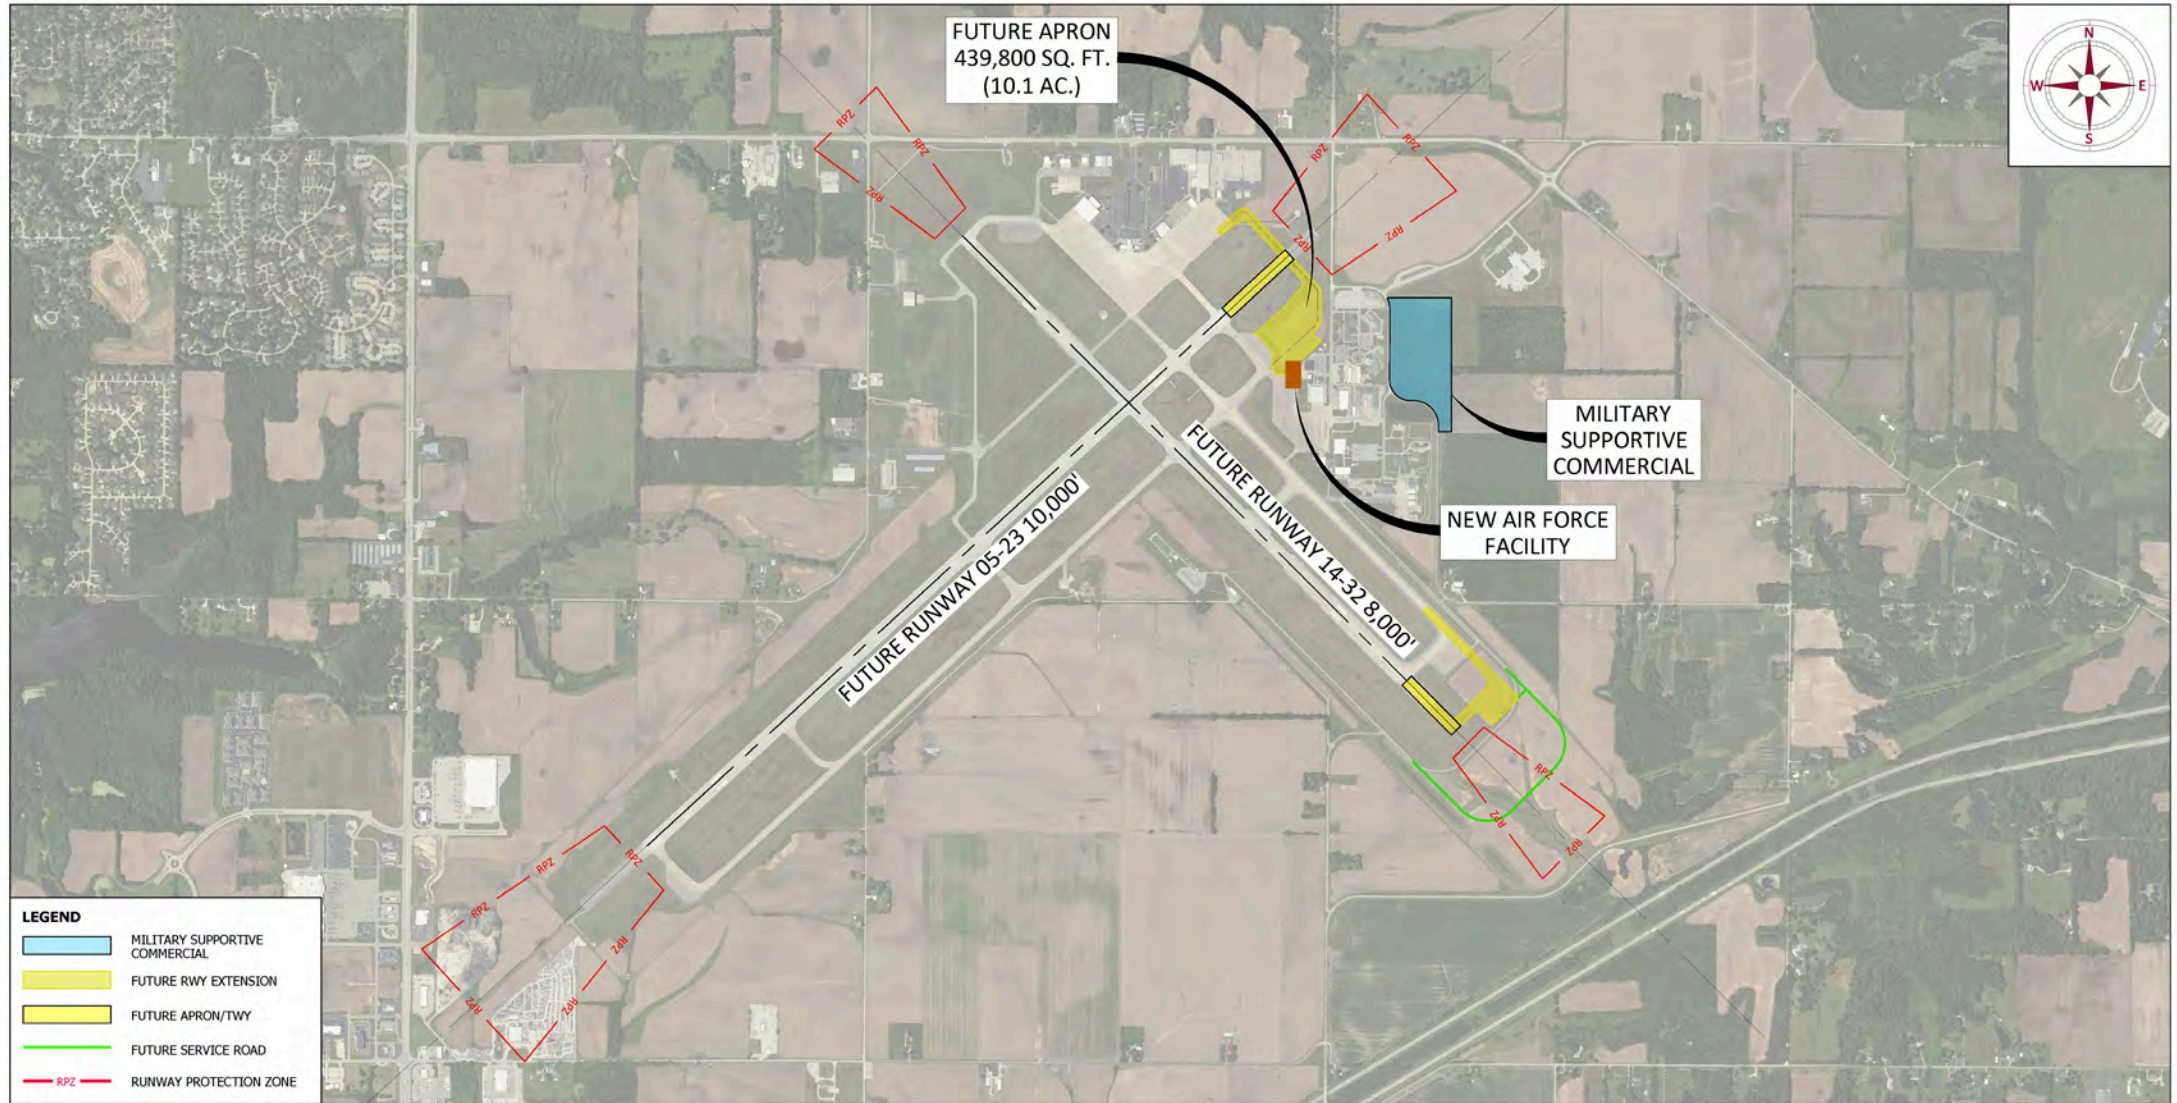 FUTURE APRON
439,800 SQ. FT.
(10.1 AC.)
N
W
E
S
RPZ
RPZ
RPZ
RPZ
RPZ
RPZ
RPZ
MILITARY
SUPPORTIVE
COMMERCIAL
NEW AIR FORCE
FACILITY
FUTURE RUNWAY 05-23 10,000'
FUTURE RUNWAY 14-32 8,000'
RPZ
RPZ
RPZ
RPZ
RPZ
RPZ
RPZ
RPZ
RPZ
LEGEND
MILITARY SUPPORTIVE
COMMERCIAL
FUTURE RWY EXTENSION
FUTURE APRON/TWY
FUTURE SERVICE ROAD
RPZ
RUNWAY PROTECTION ZONE